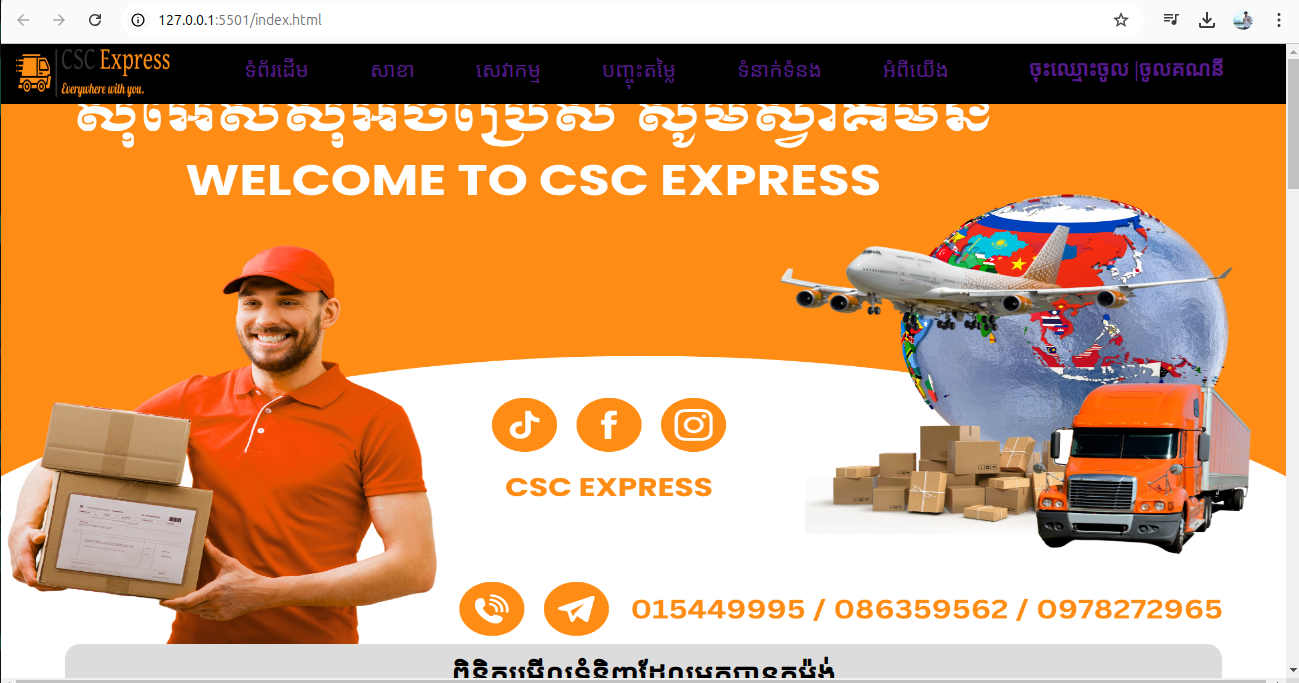 127.0.0.1:5501/index.html
CSC Express
Everywhere with you.
ទំព័រដើម
សាខា
សេវាកម្ម
បញ្ចុះតម្លៃ
ទំនាក់ទំនង
អំពីយើង
ចុះឈ្មោះចូល |ចូលគណនី
WELCOME TO CSC EXPRESS
CSC EXPRESS
015449995 / 086359562 / 0978272965